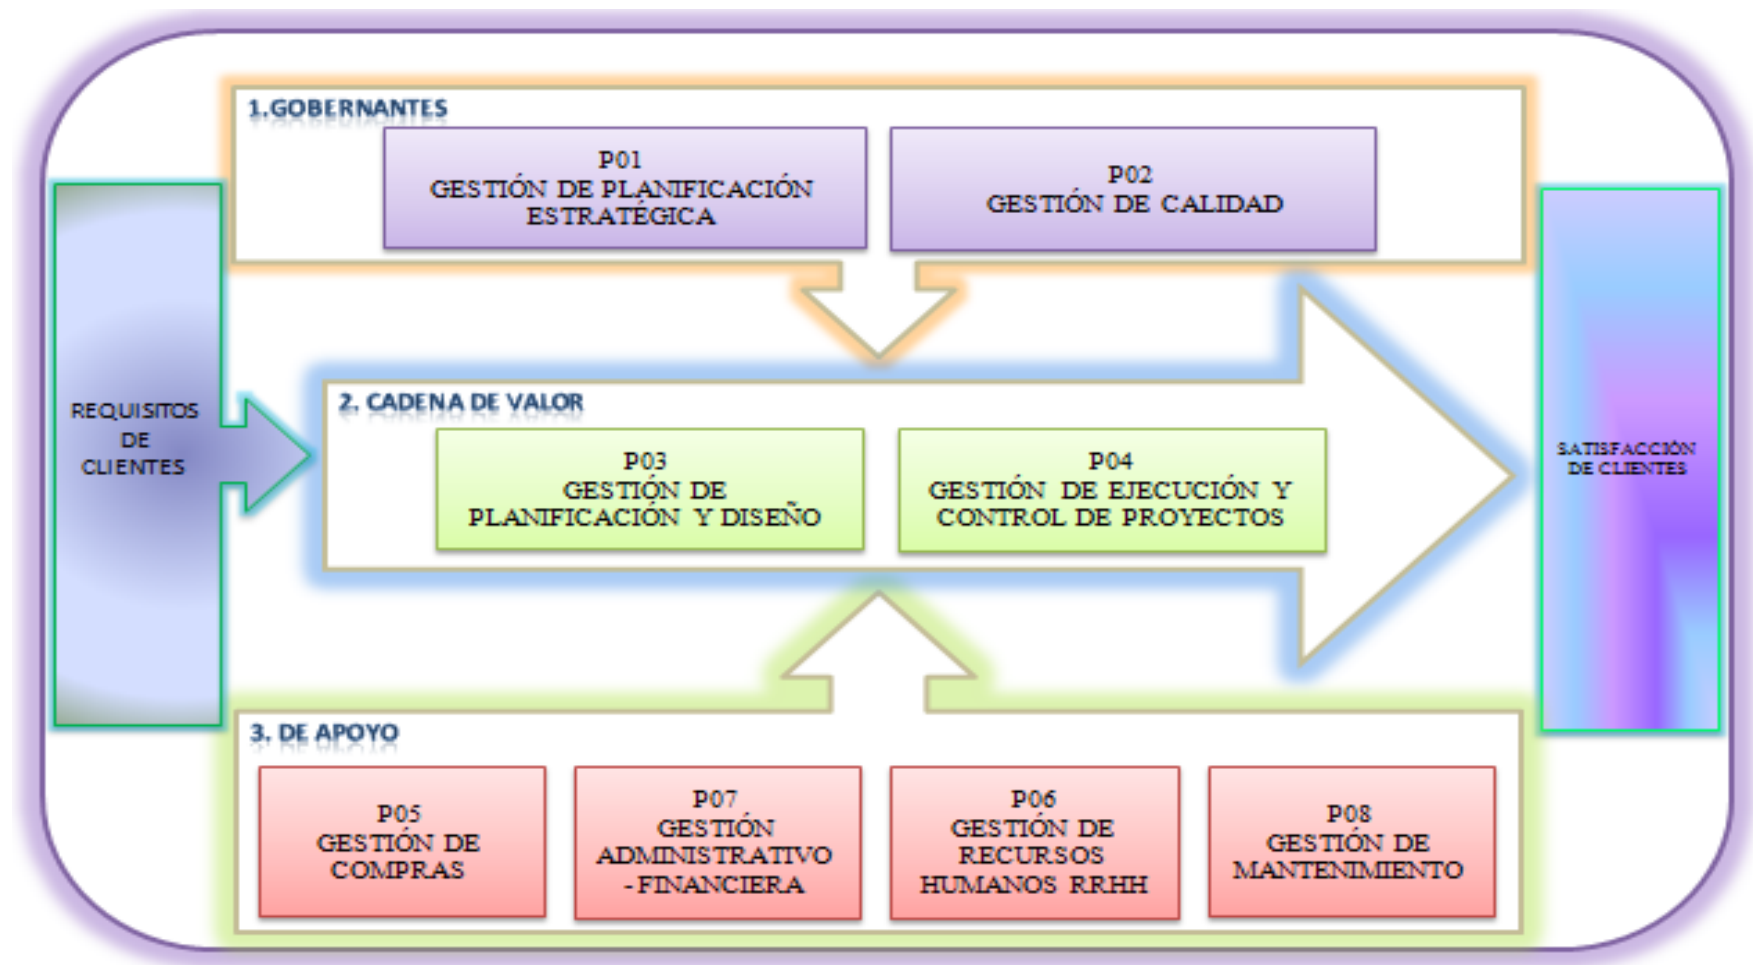 1.GOBERNANTES
P01
GESTIÓN DE PLANIFICACIÓN
ESTRATÉGICA
P02
GESTIÓN DE CALIDAD
REQUISITOS
DE
CLIENTES
2. CADENA DE VALOR
P03
GESTIÓN DE
PLANIFICACIÓN Y DISEÑO
P04
GESTIÓN DE EJECUCIÓN Y
CONTROL DE PROYECTOS
SATISFACCIÓN
DE CLIENTES
3. DE APOYO
P05
GESTIÓN DE
COMPRAS
P07
GESTIÓN
ADMINISTRATIVO
-FINANCIERA
P06
GESTIÓN DE
RECURSOS
HUMANOS RRHH
P08
GESTIÓN DE
MANTENIMIENTO